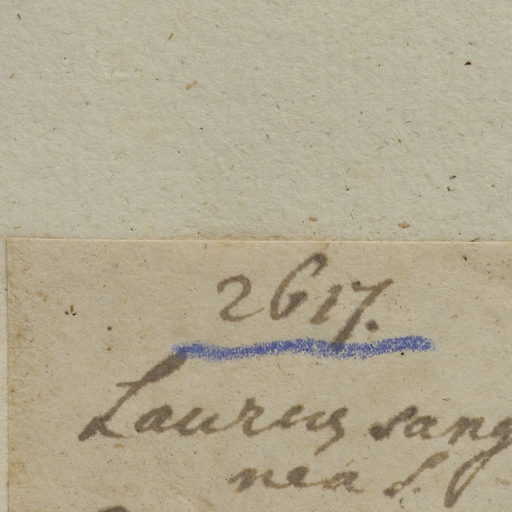 2617.
Laurus sang
nea S.